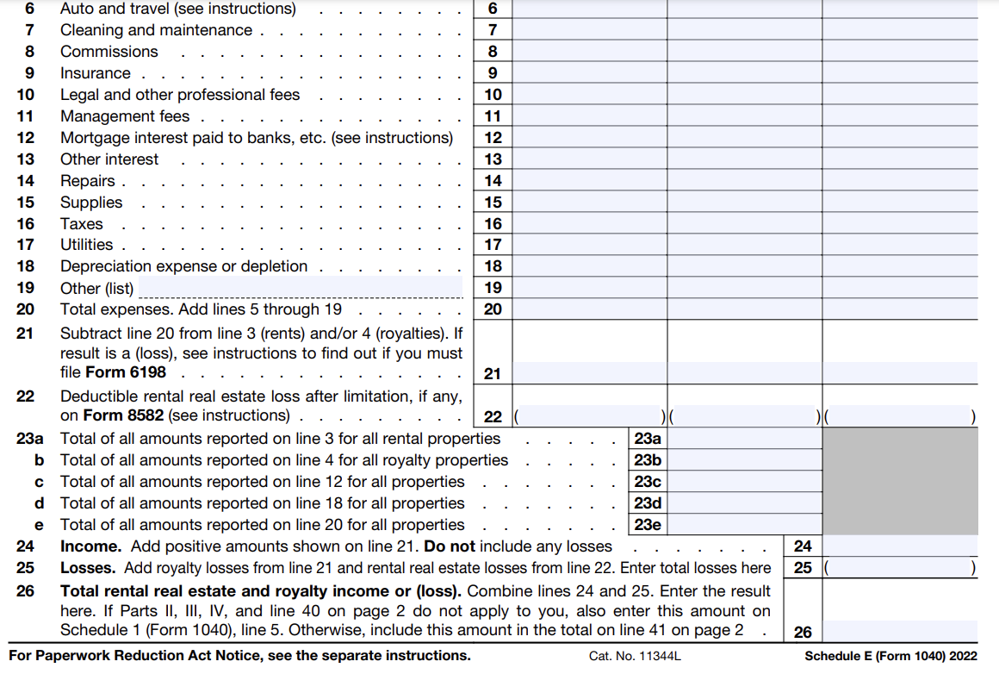 6 Auto and travel (see instructions) . . . . . . . . 6
7 Cleaning and maintenance . . . . . . . . . . . 7
8 Commissions . . . . . . . . . . . . . . . 8
9 Insurance . . . . . . . . . . . . . . . . . 9
10 Legal and other professional fees . . . . . . . . 10
11 Management fees . . . . . . . . . . . . . . 11
12 Mortgage interest paid to banks, etc. (see instructions) 12
13 Other interest . . . . . . . . . . . . . . . 13
14 Repairs . . . . . . . . . . . . . . . . . . 14
15 Supplies . . . . . . . . . . . . . . . . . 15
16 Taxes . . . . . . . . . . . . . . . . . . 16
17 Utilities . . . . . . . . . . . . . . . . . . 17
18 Depreciation expense or depletion . . . . . . . . 18
19 Other (list) 19
20 Total expenses. Add lines 5 through 19 . . . . . . 20
21 Subtract line 20 from line 3 (rents) and/or 4 (royalties). If
result is a (loss), see instructions to find out if you must
file Form 6198 . . . . . . . . . . . . . . . 21
22 Deductible rental real estate loss after limitation, if any,
on Form 8582 (see instructions) . . . . . . . . . 22 ( ) ( ) ( )
23a Total of all amounts reported on line 3 for all rental properties . . . . . 23a
b Total of all amounts reported on line 4 for all royalty properties . . . . . 23b
c Total of all amounts reported on line 12 for all properties . . . . . . . 23c
d Total of all amounts reported on line 18 for all properties . . . . . . . 23d
e Total of all amounts reported on line 20 for all properties . . . . . . . 23e
24 Income. Add positive amounts shown on line 21. Do not include any losses . . . . . . . 24
25 Losses. Add royalty losses from line 21 and rental real estate losses from line 22. Enter total losses here 25 ( )
26 Total rental real estate and royalty income or (loss). Combine lines 24 and 25. Enter the result
here. If Parts II, III, IV, and line 40 on page 2 do not apply to you, also enter this amount on
Schedule 1 (Form 1040), line 5. Otherwise, include this amount in the total on line 41 on page 2 . 26
For Paperwork Reduction Act Notice, see the separate instructions. Cat. No. 11344L Schedule E (Form 1040) 2022